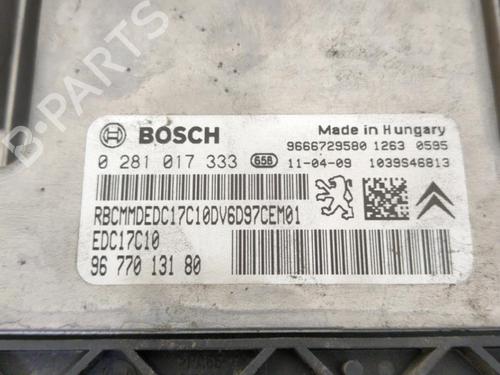 BOSCH
Made in Hungary
0 281 017 333 658
9666729580 1263 0595
11-04-09 1039S46813
RBCMMDEDC17C10DV6D97CEM01
EDC17C10
96 770 131 80
B-PARTS